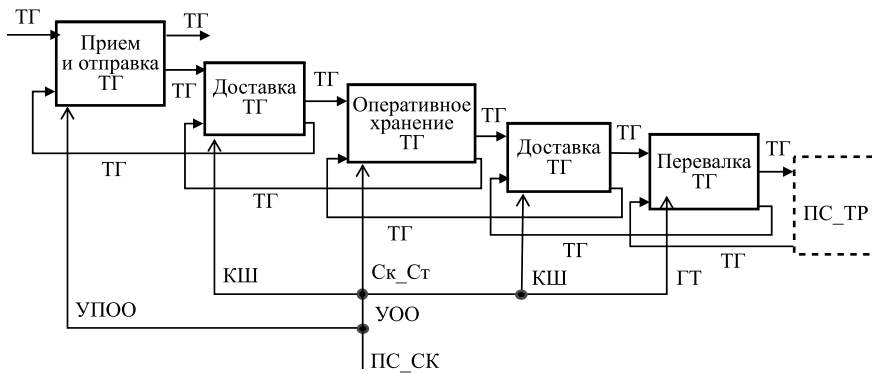 ТГ
ТГ
Прием
и отправка
ТГ
ТГ
Доставка
ТГ
ТГ
Оперативное
хранение
ТГ
ТГ
Доставка
ТГ
ТГ
Перевалка
ТГ
ТГ
ПС_ТР
ТГ
ТГ
ТГ
ТГ
ТГ
КШ
Ск_Ст
КШ
ГТ
УПОО
УОО
ПС_СК